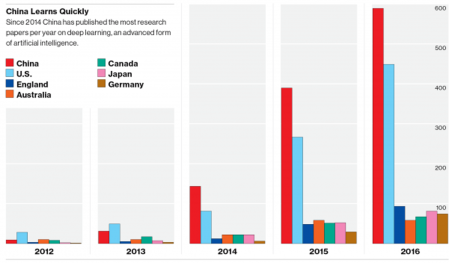 China Learns Quickly
Since 2014 China has published the most research
papers per year on deep learning, an advanced form
of artificial intelligence.
China
U.S.
England
Australia
Canada
Japan
Germany
600
500
400
300
200
100
2012
2013
2014
2015
2016